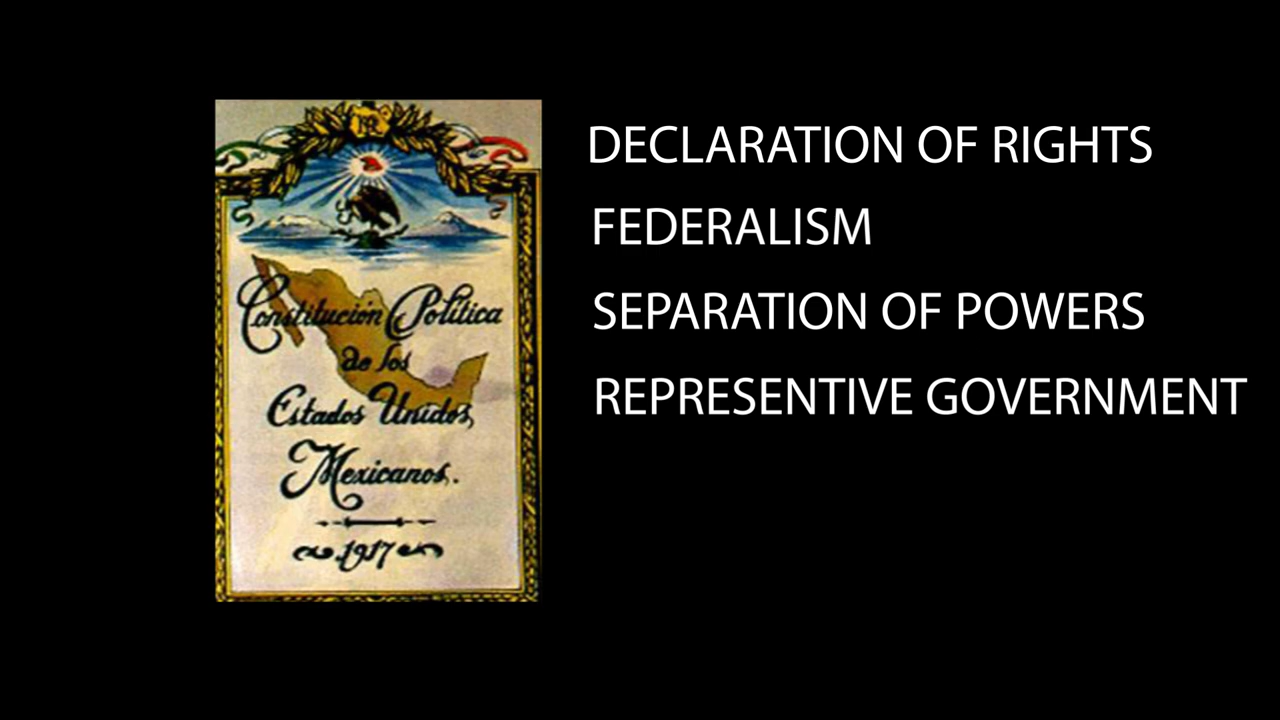 DECLARATION OF RIGHTS
FEDERALISM
SEPARATION OF POWERS
REPRESENTIVE GOVERNMENT
Constitución Política
de los
Estados Unidos
Mexicanos.
1917